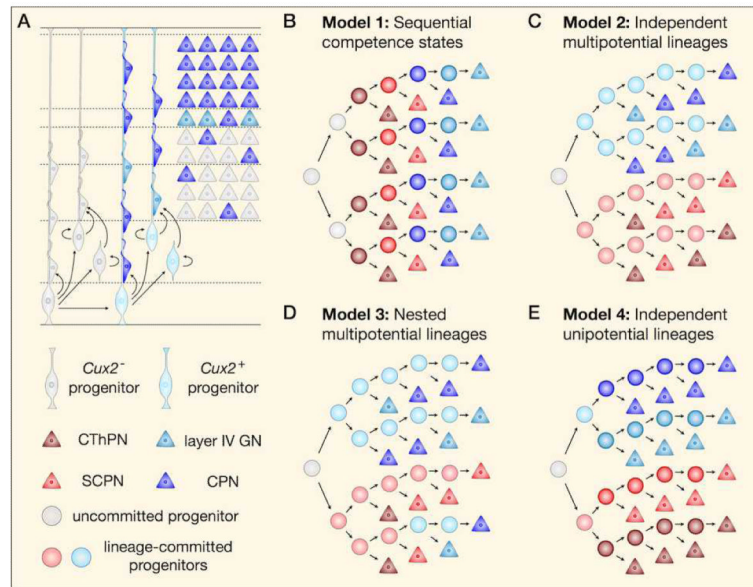 A
B Model 1: Sequential
competence states
C Model 2: Independent
multipotential lineages
D Model 3: Nested
multipotential lineages
E Model 4: Independent
unipotential lineages
Cux2-
progenitor
Cux2+
progenitor
CThPN
layer IV GN
SCPN
CPN
uncommitted progenitor
lineage-committed
progenitors